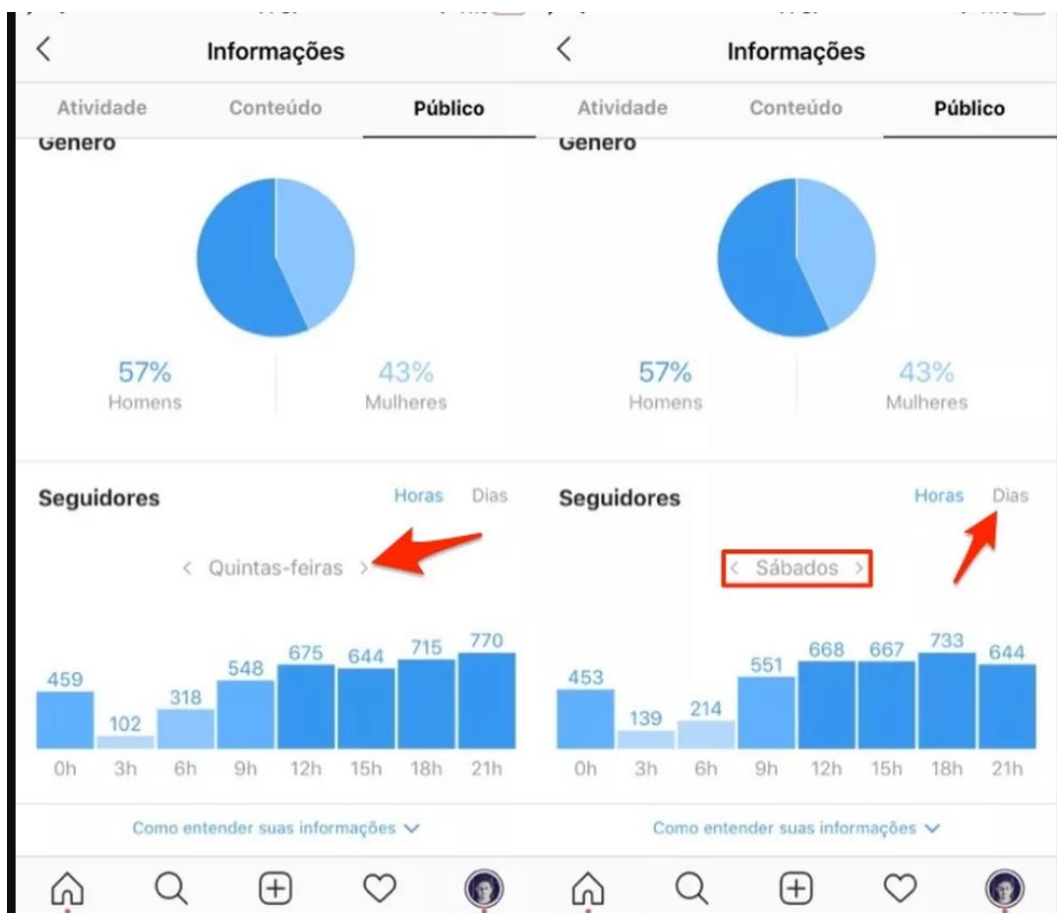 Informações
Atividade Conteúdo Público
Gênero
57% 43%
Homens Mulheres
Seguidores Horas Dias
< Quintas-feiras >
459 102 318 548 675 644 715 770
0h 3h 6h 9h 12h 15h 18h 21h
Como entender suas informações
Informações
Atividade Conteúdo Público
Gênero
57% 43%
Homens Mulheres
Seguidores Horas Dias
< Sábados >
453 139 214 551 668 667 733 644
0h 3h 6h 9h 12h 15h 18h 21h
Como entender suas informações